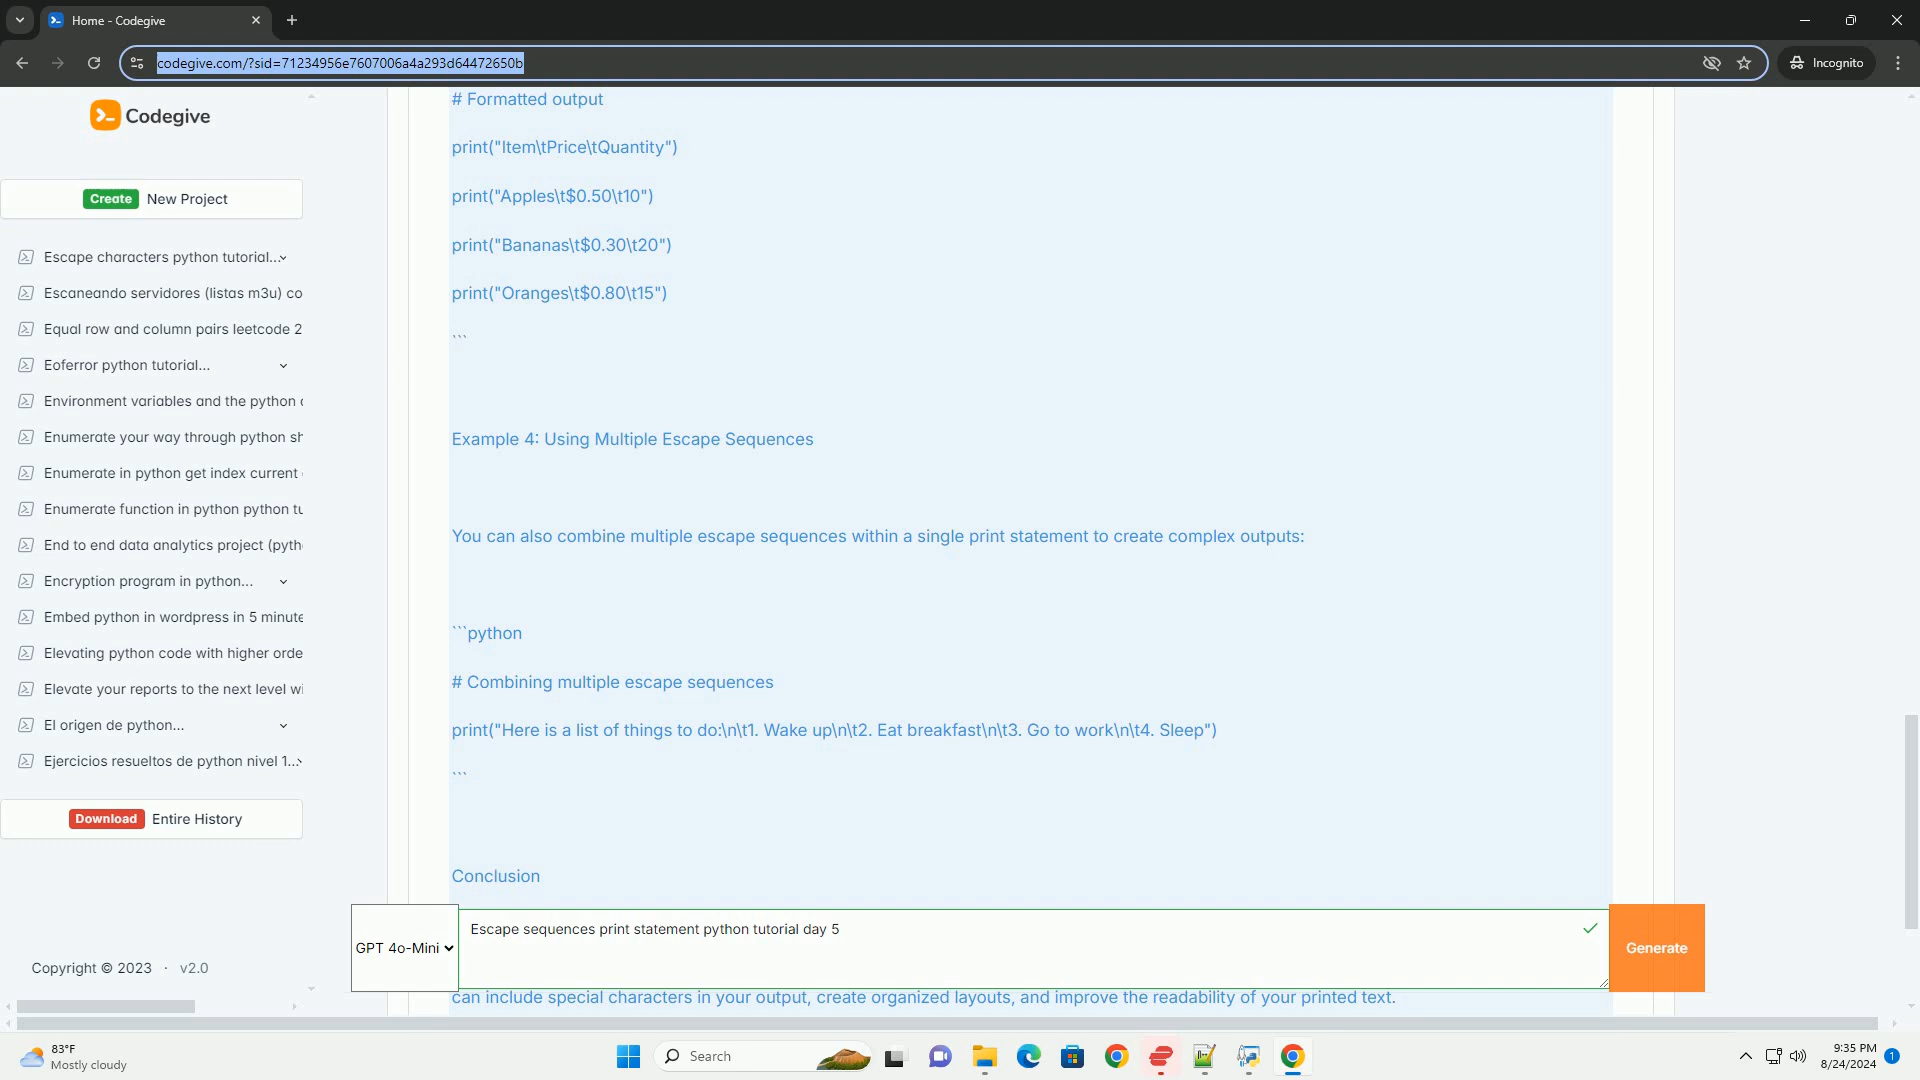 Home - Codegive
codegive.com/?sid=71234956e7607006a4a293d64472650b
Incognito
Codegive
Create New Project
Escape characters python tutorial...
Escaneando servidores (listas m3u) co
Equal row and column pairs leetcode 2
Eoferror python tutorial...
Environment variables and the python
Enumerate your way through python sh
Enumerate in python get index current
Enumerate function in python python tu
End to end data analytics project (pyth
Encryption program in python...
Embed python in wordpress in 5 minute
Elevating python code with higher orde
Elevate your reports to the next level wi
El origen de python...
Ejercicios resueltos de python nivel 1...
Download Entire History
Copyright © 2023 · v2.0
# Formatted output
print("Item\tPrice\tQuantity")
print("Apples\t$0.50\t10")
print("Bananas\t$0.30\t20")
print("Oranges\t$0.80\t15")
```
Example 4: Using Multiple Escape Sequences
You can also combine multiple escape sequences within a single print statement to create complex outputs:
```python
# Combining multiple escape sequences
print("Here is a list of things to do:\n\t1. Wake up\n\t2. Eat breakfast\n\t3. Go to work\n\t4. Sleep")
```
Conclusion
GPT 4o-Mini
Escape sequences print statement python tutorial day 5
Generate
can include special characters in your output, create organized layouts, and improve the readability of your printed text.
83°F
Mostly cloudy
Search
9:35 PM
8/24/2024
1